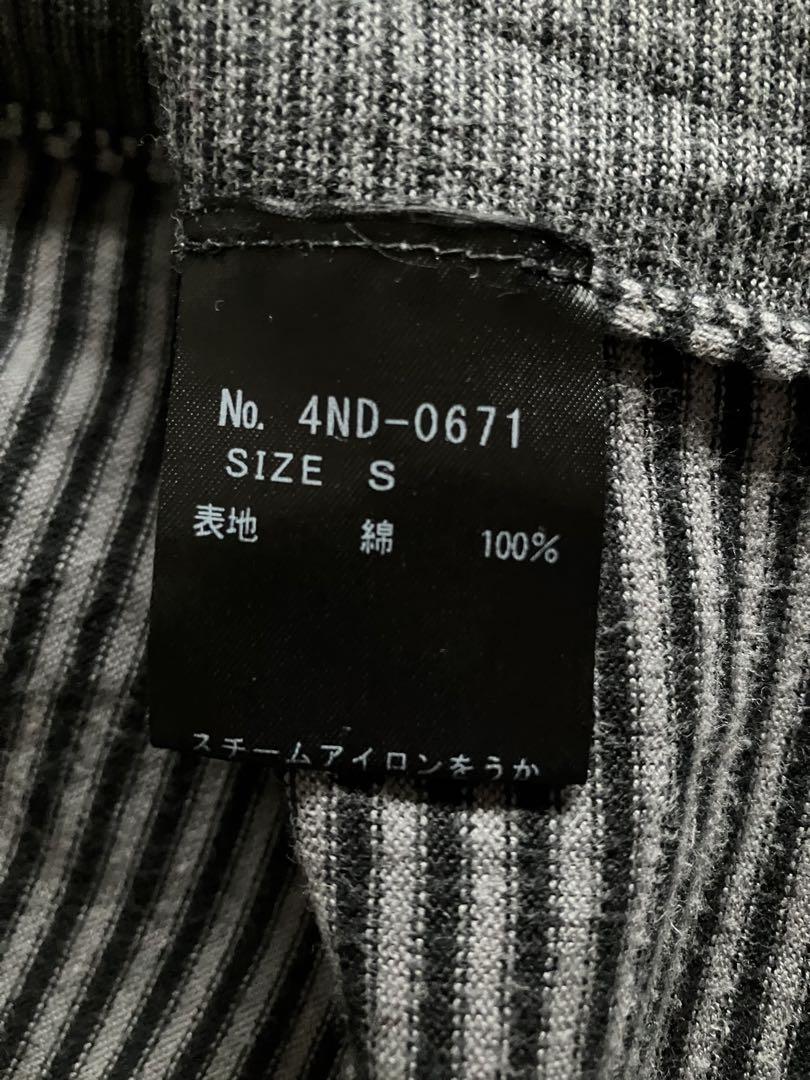 No. 4ND-0671
SIZE S
表地 綿 100%
スチームアイロンをうか